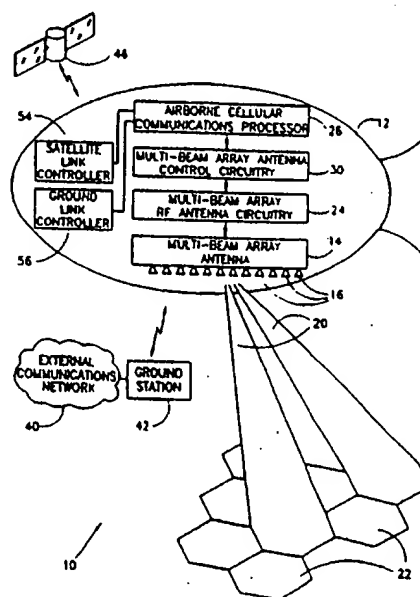 46
54
12
AIRBORNE CELLULAR
COMMUNICATIONS PROCESSOR
26
SATELLITE
LINK
CONTROLLER
MULTI-BEAM ARRAY ANTENNA
CONTROL CIRCUITRY
30
GROUND
LINK
CONTROLLER
MULTI-BEAM ARRAY
RF ANTENNA CIRCUITRY
24
MULTI-BEAM ARRAY
ANTENNA
14
56
16
20
EXTERNAL
COMMUNICATIONS
NETWORK
GROUND
STATION
40
42
10
22